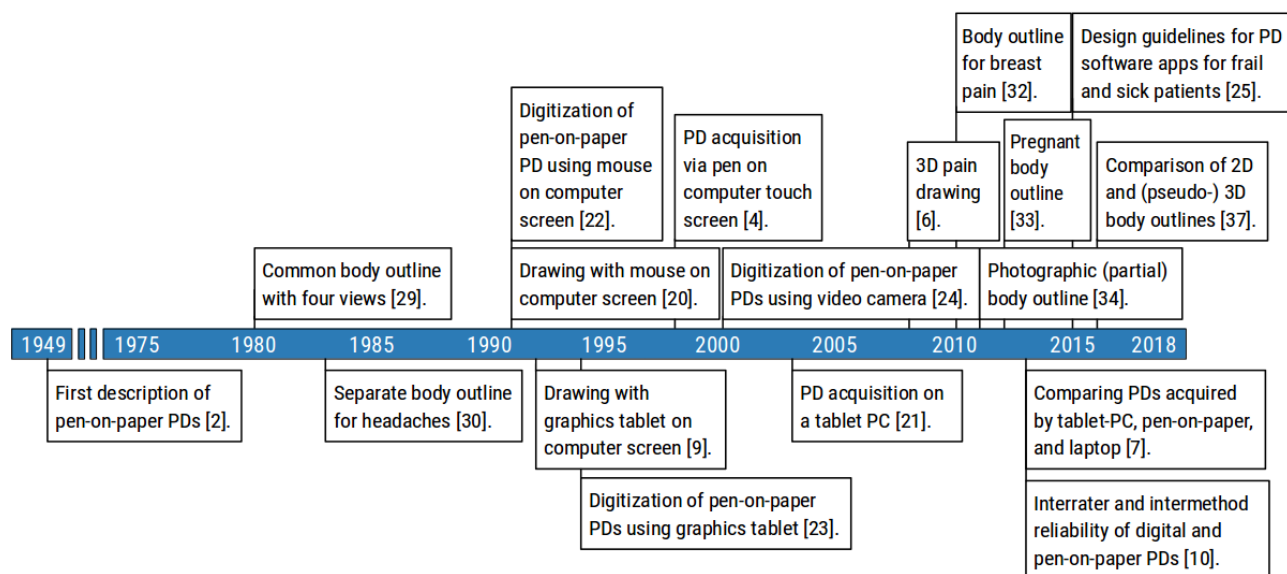 Body outline
for breast
pain [32].
Design guidelines for PD
software apps for frail
and sick patients [25].
Digitization of
pen-on-paper
PD using mouse
on computer
screen [22].
PD acquisition
via pen on
computer touch
screen [4].
3D pain
drawing
[6].
Pregnant
body
outline
[33].
Comparison of 2D
and (pseudo-) 3D
body outlines [37].
Common body outline
with four views [29].
Drawing with mouse on
computer screen [20].
Digitization of pen-on-paper
PDs using video camera [24].
Photographic (partial)
body outline [34].
1949 1975 1980 1985 1990 1995 2000 2005 2010 2015 2018
First description of
pen-on-paper PDs [2].
Separate body outline
for headaches [30].
Drawing with
graphics tablet on
computer screen [9].
PD acquisition on
a tablet PC [21].
Comparing PDs acquired
by tablet-PC, pen-on-paper,
and laptop [7].
Digitization of pen-on-paper
PDs using graphics tablet [23].
Interrater and intermethod
reliability of digital and
pen-on-paper PDs [10].